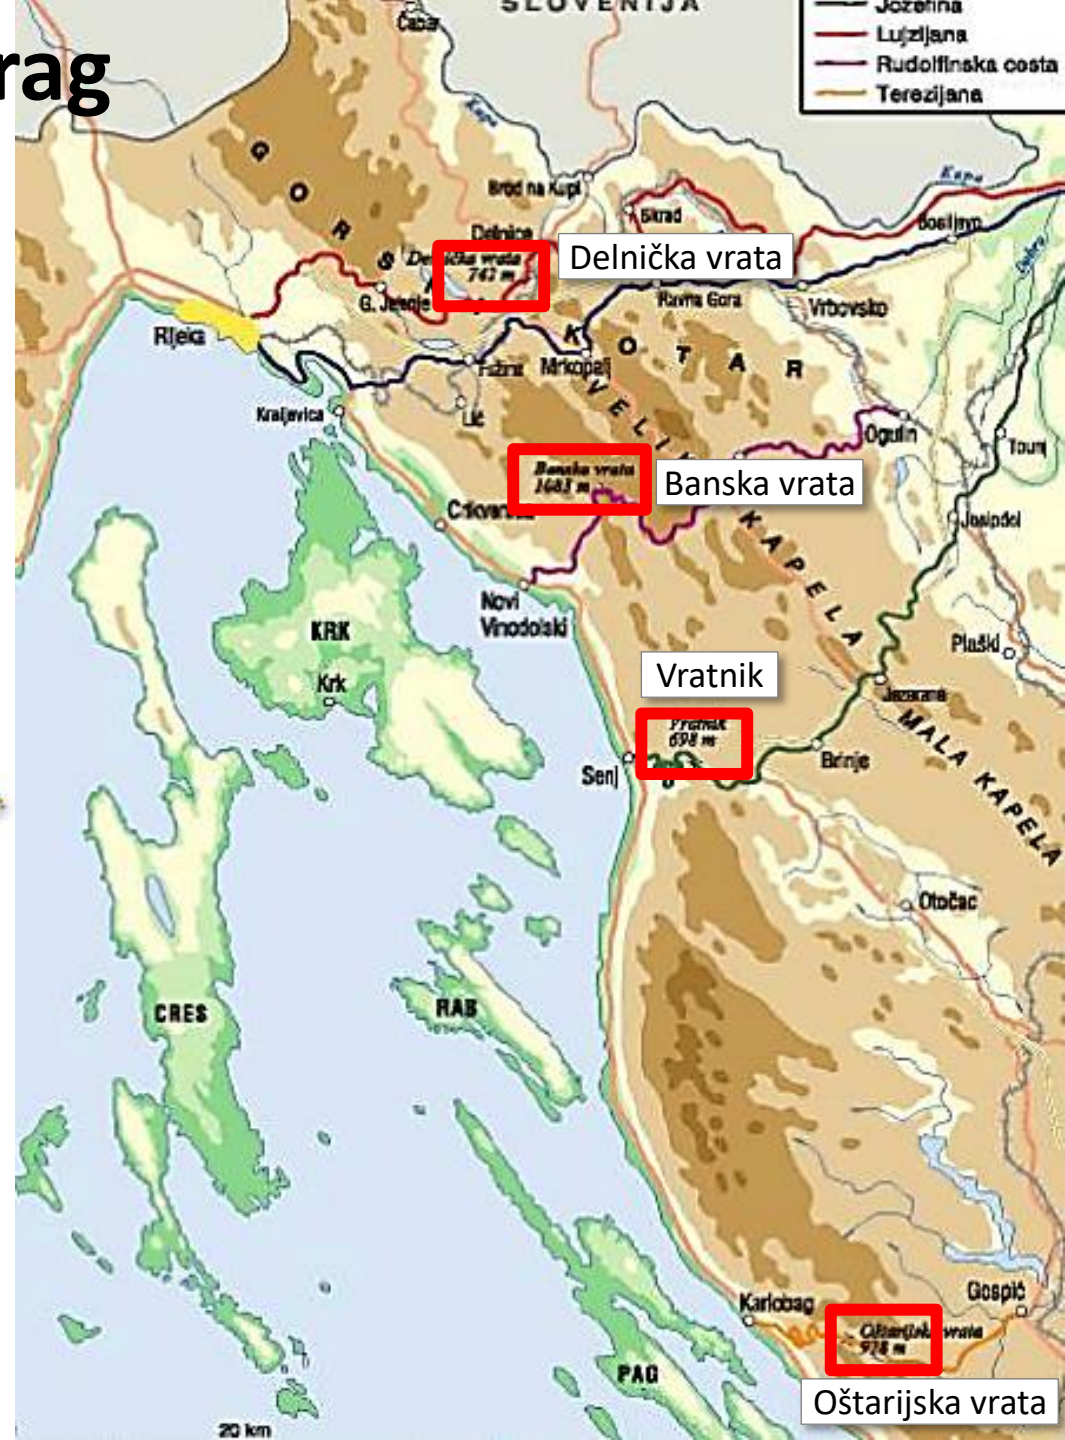 SLOVENIJA
Jozefina
Lujzijana
Rudolfinska cesta
Terezijana
rag
Čabar
Kupa
GORSKI
Brod na Kupi
Skrad
Kupa
Bosiljevo
Dobra
Delnice
Delnička vrata
742 m
Delnička vrata
G. Jelenje
Ravna Gora
Vrbovsko
Rijeka
KOTAR
Fužine
Mrkopalj
Lič
Kraljevica
VELIKA
Ogulin
Tounj
Banska vrata
1083 m
Banska vrata
Crikvenica
KAPELA
Josipdol
Novi
Vinodolski
KRK
Krk
Plaški
Vratnik
Jezerane
Vratnik
698 m
MALA KAPELA
Senj
Brinje
Otočac
CRES
RAB
Gospić
Karlobag
Oštarijska vrata
928 m
PAG
Oštarijska vrata
20 km